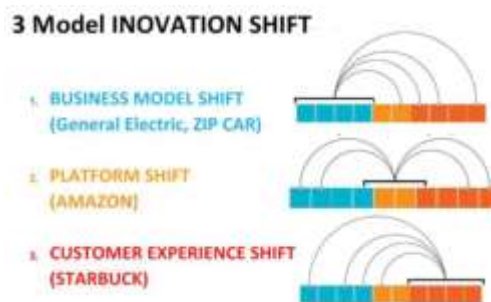 3 Model INOVATION SHIFT
1. BUSINESS MODEL SHIFT
(General Electric, ZIP CAR)
2. PLATFORM SHIFT
(AMAZON)
3. CUSTOMER EXPERIENCE SHIFT
(STARBUCK)